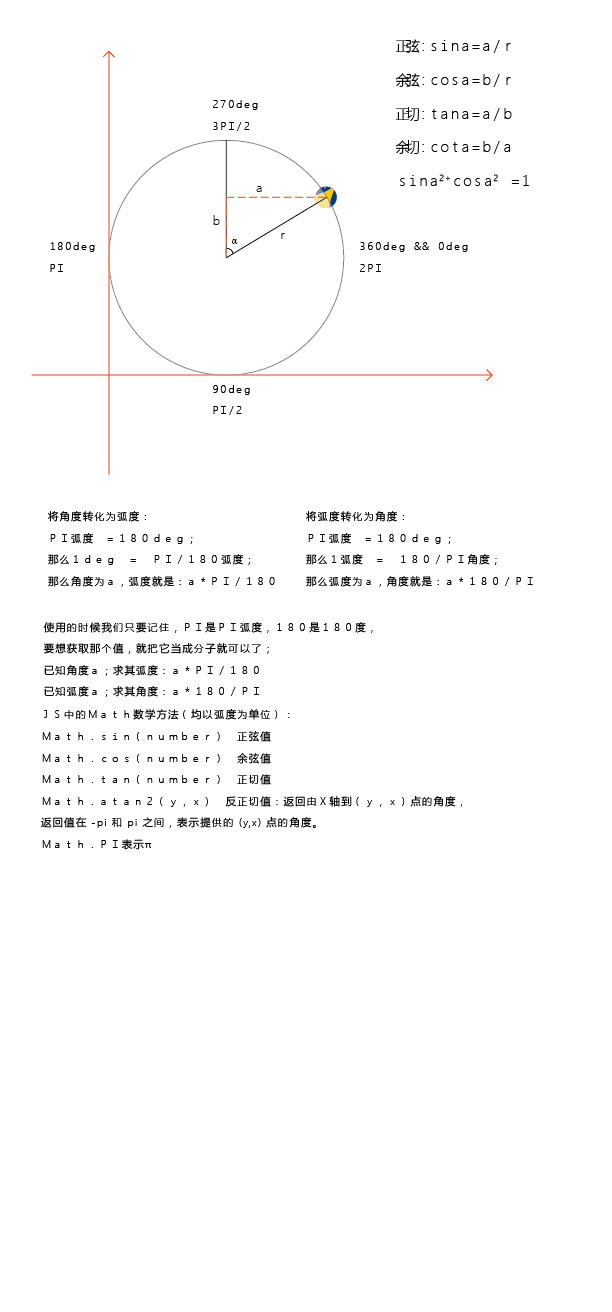 正弦: sina=a/r
余弦: cosa=b/r
正切: tana=a/b
余切: cota=b/a
sina²⁺cosa² =1
270deg
3PI/2
a
b
α
r
180deg
PI
360deg && 0deg
2PI
90deg
PI/2
将角度转化为弧度：
PI弧度 =180deg；
那么1deg = PI/180弧度；
那么角度为a，弧度就是：a*PI/180
将弧度转化为角度：
PI弧度 =180deg；
那么1弧度 = 180/PI角度；
那么弧度为a，角度就是：a*180/PI
使用的时候我们只要记住，PI是PI弧度，180是180度，
要想获取那个值，就把它当成分子就可以了；
已知角度a；求其弧度：a*PI/180
已知弧度a；求其角度：a*180/PI
JS中的Math数学方法（均以弧度为单位）：
Math.sin(number) 正弦值
Math.cos(number) 余弦值
Math.tan(number) 正切值
Math.atan2(y，x) 反正切值：返回由X轴到（y，x）点的角度，
返回值在 -pi 和 pi 之间，表示提供的 (y,x) 点的角度。
Math.PI表示π